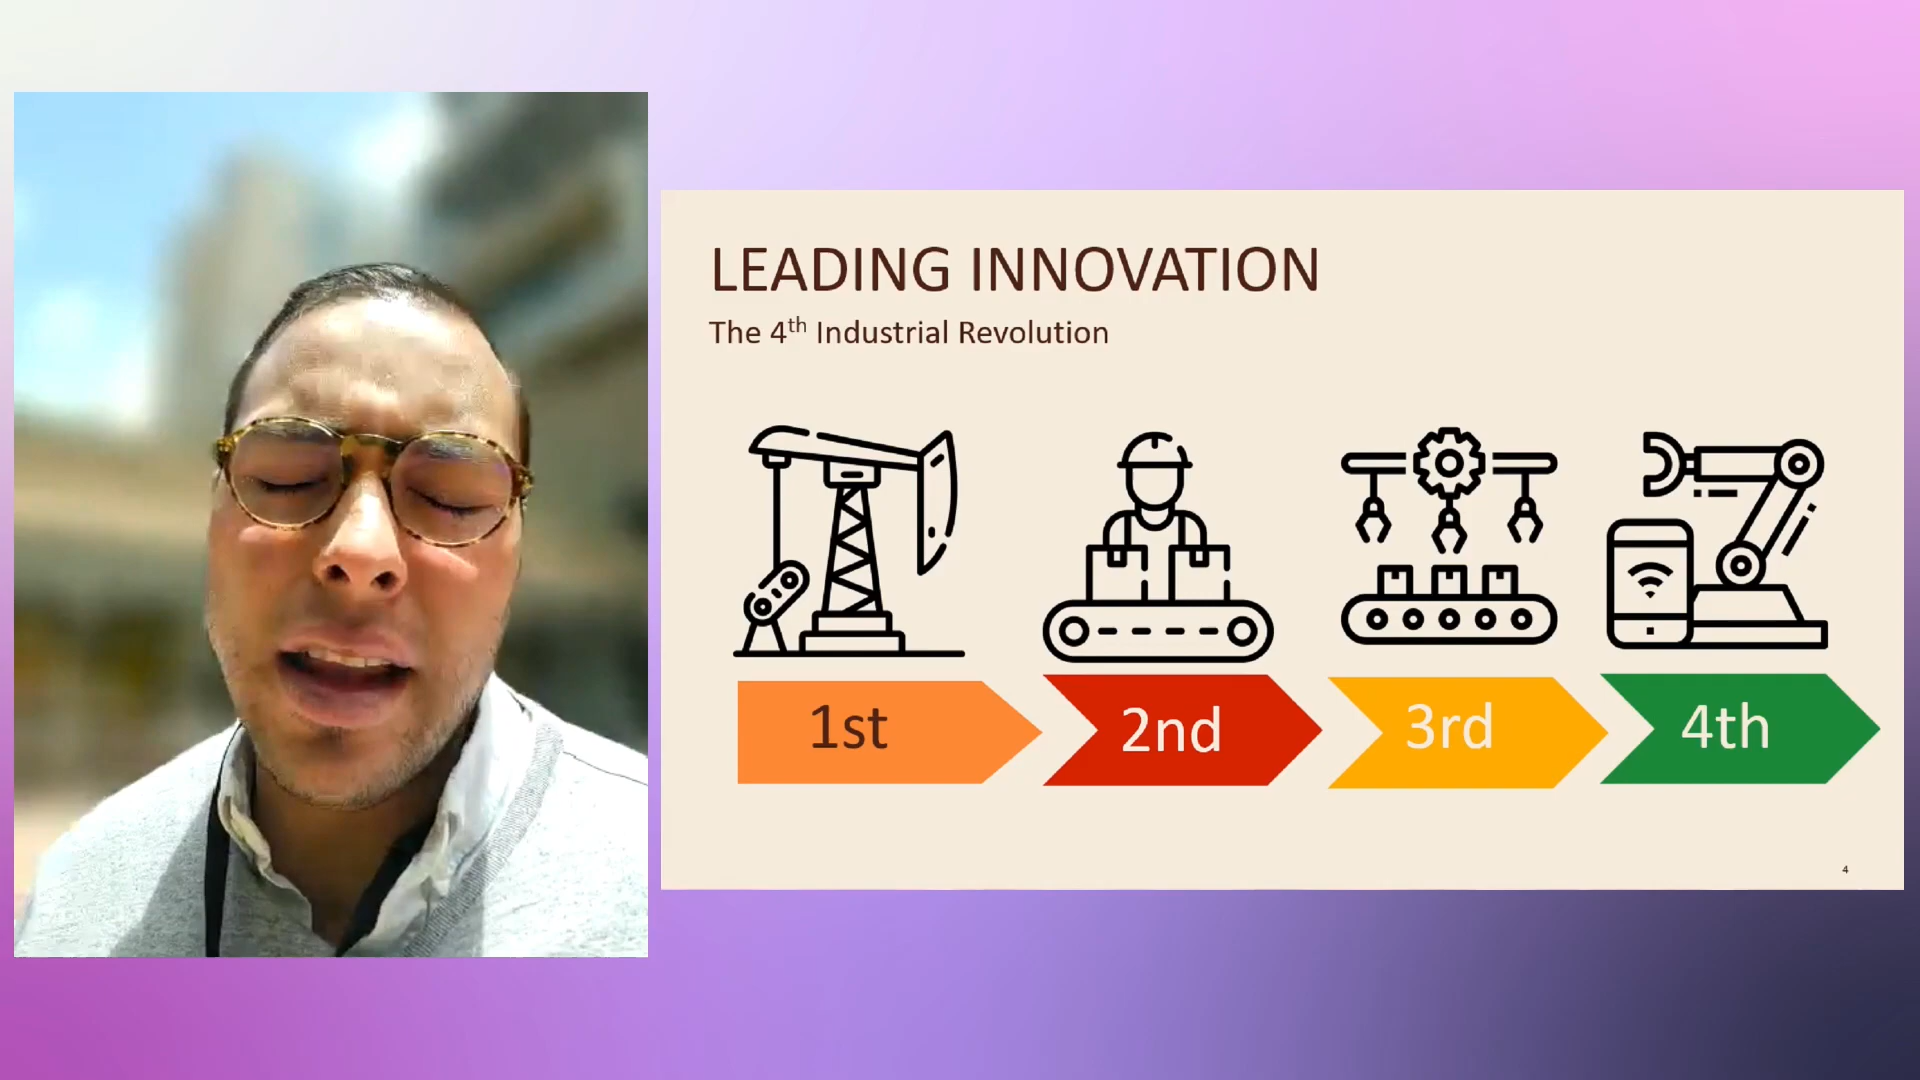 LEADING INNOVATION
The 4th Industrial Revolution
1st
2nd
3rd
4th
4